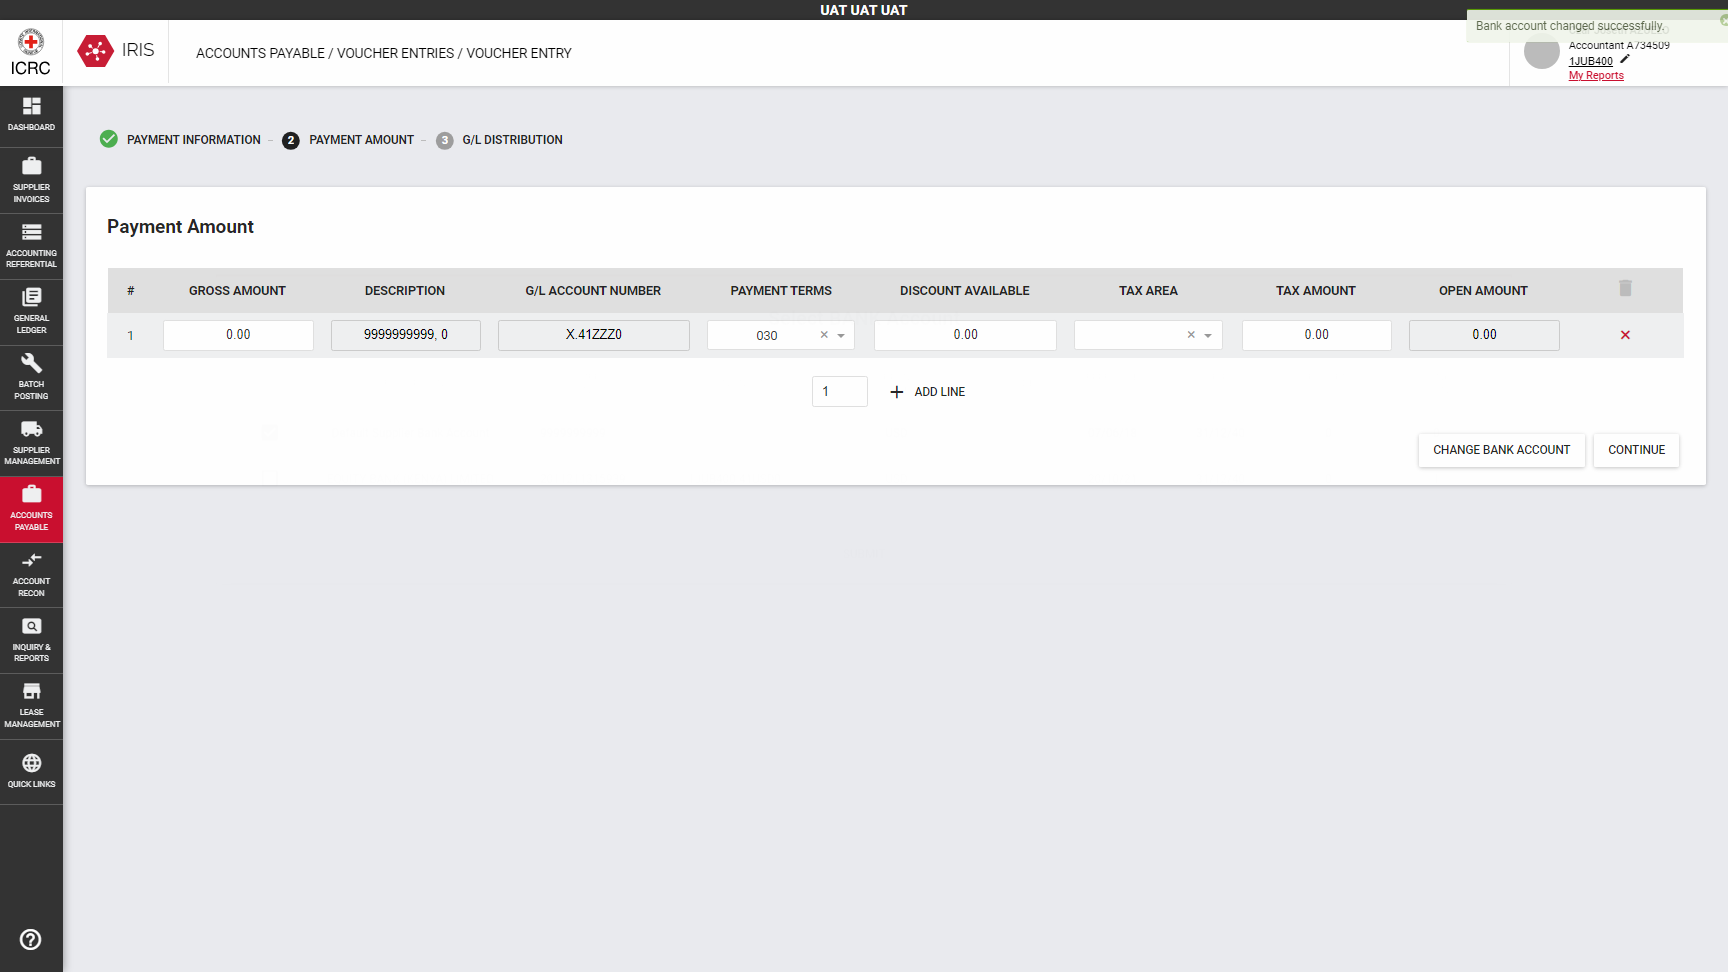 UAT UAT UAT
Bank account changed successfully.
ICRC
IRIS
ACCOUNTS PAYABLE / VOUCHER ENTRIES / VOUCHER ENTRY
Accountant A734509
1JUB400
My Reports
DASHBOARD
SUPPLIER
INVOICES
ACCOUNTING
REFERENTIAL
GENERAL
LEDGER
BATCH
POSTING
SUPPLIER
MANAGEMENT
ACCOUNTS
PAYABLE
ACCOUNT
RECON
INQUIRY &
REPORTS
LEASE
MANAGEMENT
QUICK LINKS
PAYMENT INFORMATION – 2 PAYMENT AMOUNT – 3 G/L DISTRIBUTION
Payment Amount
# GROSS AMOUNT DESCRIPTION G/L ACCOUNT NUMBER PAYMENT TERMS DISCOUNT AVAILABLE TAX AREA TAX AMOUNT OPEN AMOUNT
1 0.00 9999999999, 0 X.41ZZZ0 030 × 0.00 × 0.00 0.00 ×
1 + ADD LINE
CHANGE BANK ACCOUNT CONTINUE
?